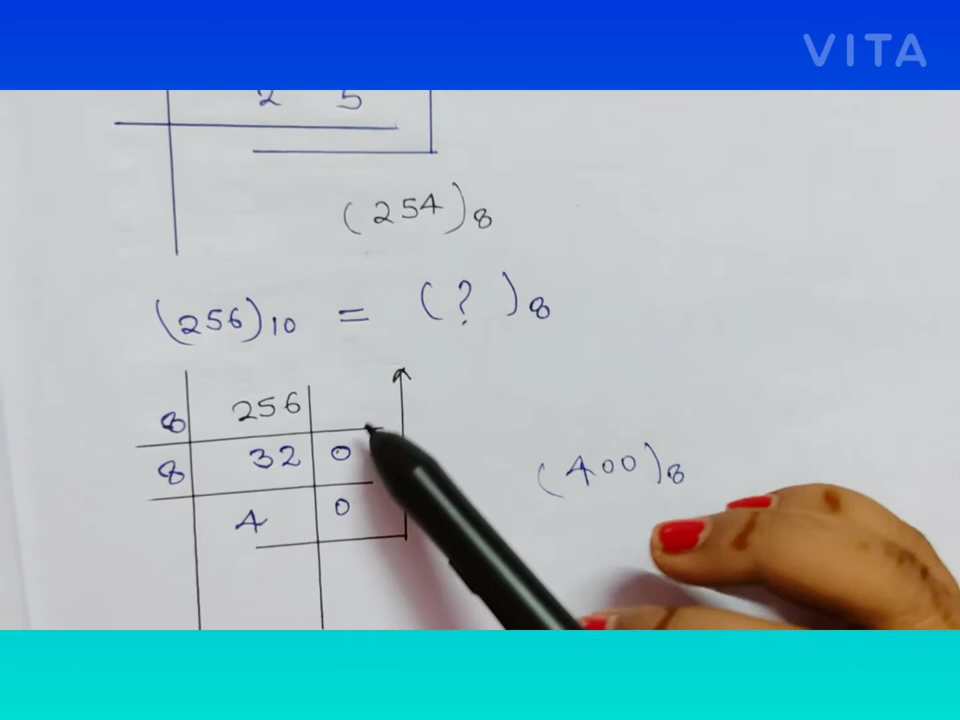 VITA
2 5
(254)8
(256)10 = (?)8
8 256
8 32 0
4 0
(400)8